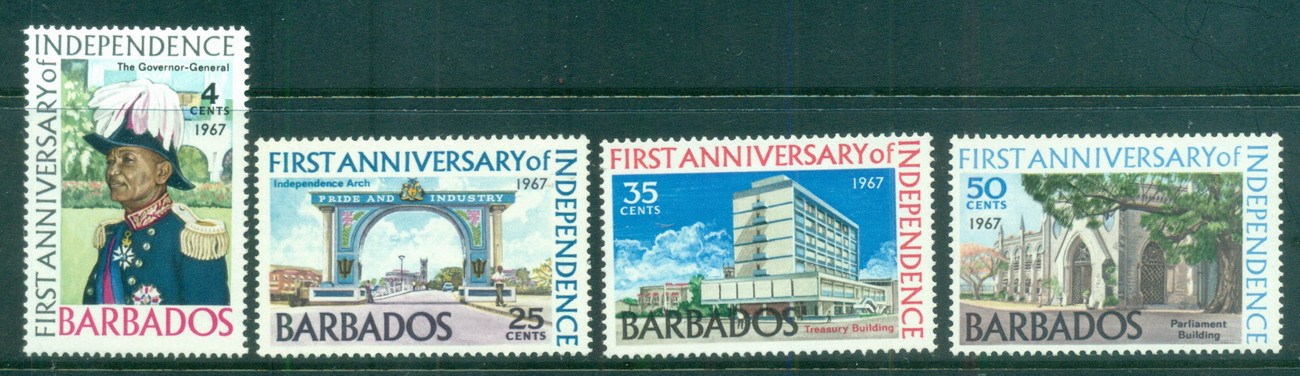 FIRST ANNIVERSARY of INDEPENDENCE
The Governor-General
4
CENTS
1967
BARBADOS
FIRST ANNIVERSARY of INDEPENDENCE
Independence Arch
1967
PRIDE AND INDUSTRY
BARBADOS
25
CENTS
FIRST ANNIVERSARY of INDEPENDENCE
35
CENTS
1967
BARBADOS
Treasury Building
FIRST ANNIVERSARY of INDEPENDENCE
50
CENTS
1967
BARBADOS
Parliament
Building